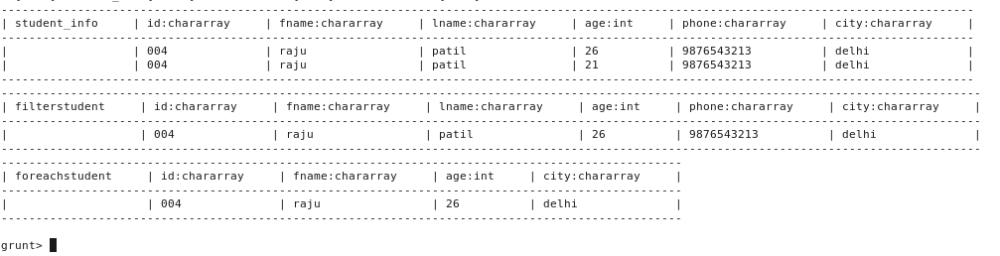 | student_info | id:chararray | fname:chararray | lname:chararray | age:int | phone:chararray | city:chararray |
| | 004 | raju | patil | 26 | 9876543213 | delhi |
| | 004 | raju | patil | 21 | 9876543213 | delhi |
| filterstudent | id:chararray | fname:chararray | lname:chararray | age:int | phone:chararray | city:chararray |
| | 004 | raju | patil | 26 | 9876543213 | delhi |
| foreachstudent | id:chararray | fname:chararray | age:int | city:chararray |
| | 004 | raju | 26 | delhi |
grunt>